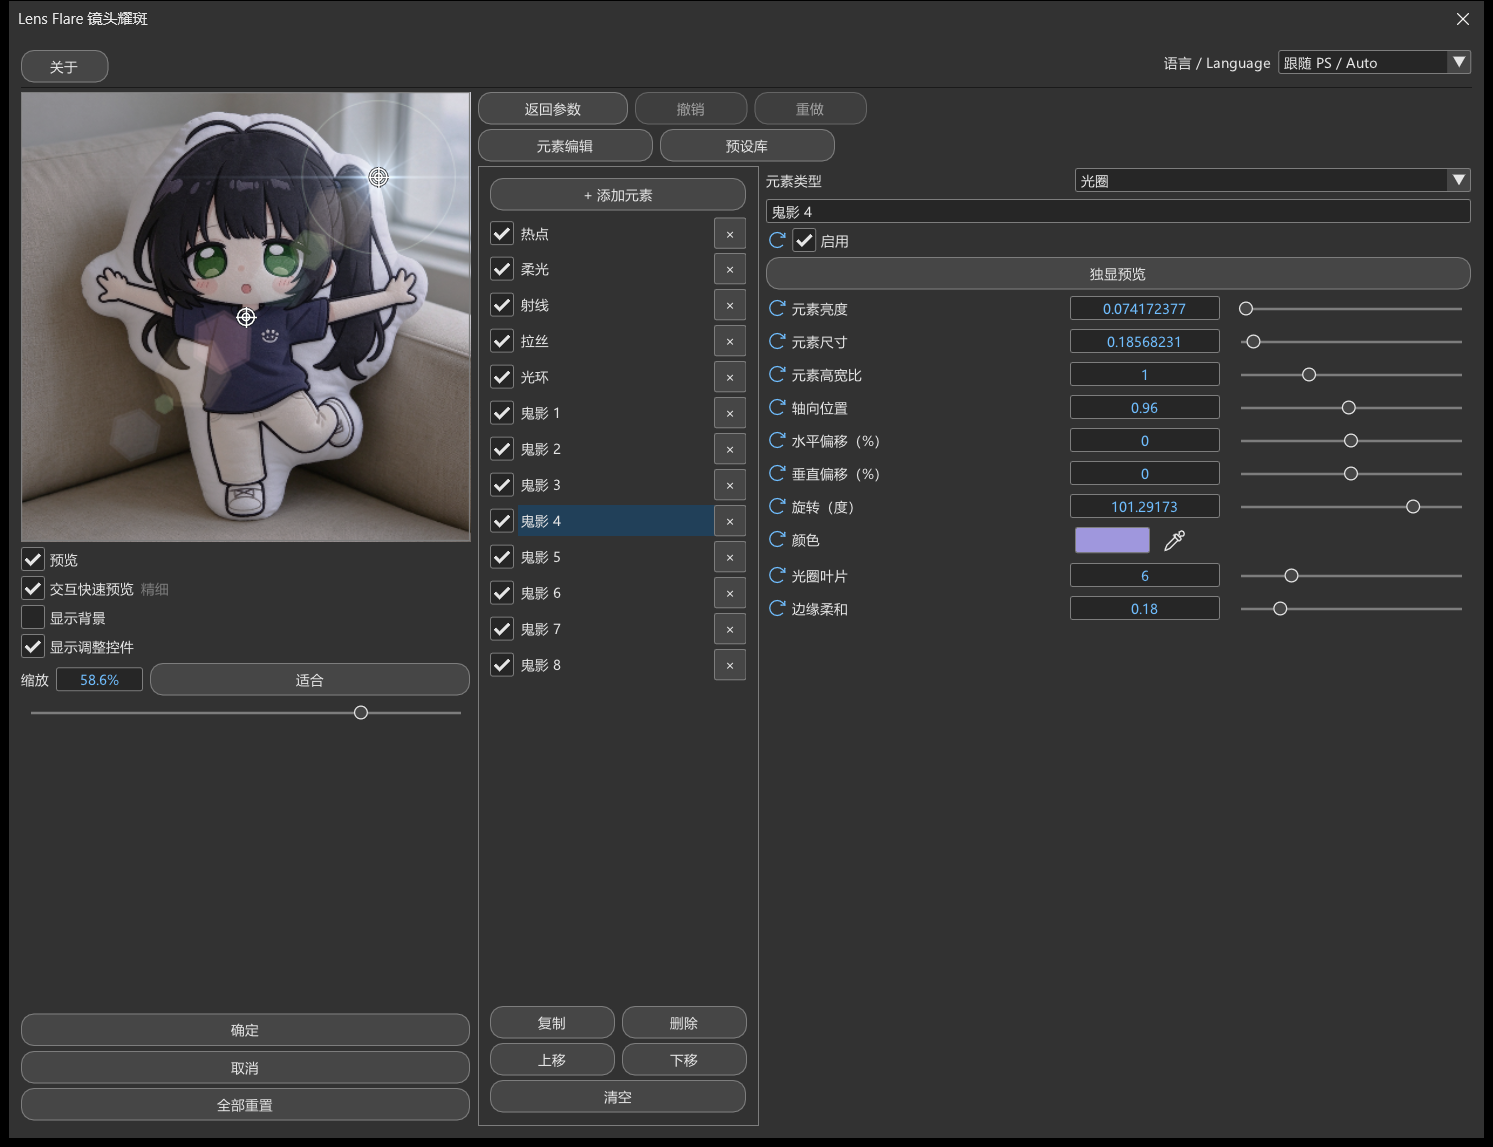 Lens Flare 镜头耀斑
关于
语言 / Language 跟随 PS / Auto
返回参数 撤销 重做
元素编辑 预设库
+ 添加元素
热点 ×
柔光 ×
射线 ×
拉丝 ×
光环 ×
鬼影 1 ×
鬼影 2 ×
鬼影 3 ×
鬼影 4 ×
鬼影 5 ×
鬼影 6 ×
鬼影 7 ×
鬼影 8 ×
复制 删除
上移 下移
清空
元素类型 光圈
鬼影 4
启用
独显预览
元素亮度 0.074172377
元素尺寸 0.18568231
元素高宽比 1
轴向位置 0.96
水平偏移（%） 0
垂直偏移（%） 0
旋转（度） 101.29173
颜色
光圈叶片 6
边缘柔和 0.18
预览
交互快速预览 精细
显示背景
显示调整控件
缩放 58.6% 适合
确定
取消
全部重置